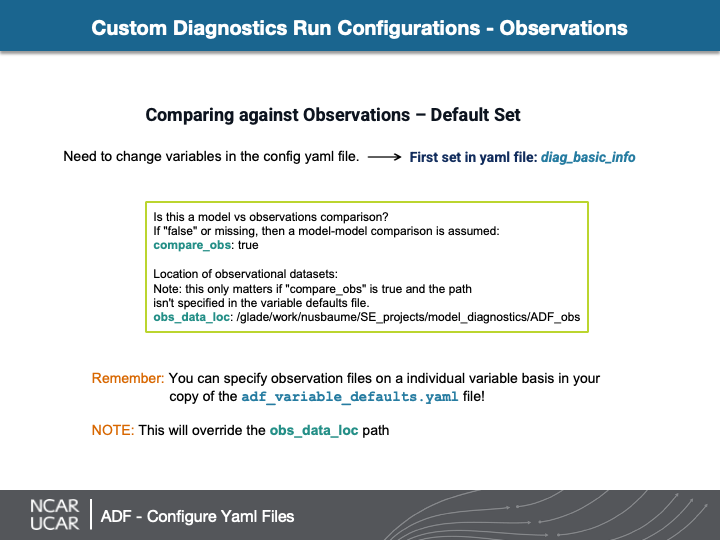 Custom Diagnostics Run Configurations - Observations
Comparing against Observations – Default Set
Need to change variables in the config yaml file. → First set in yaml file: diag_basic_info
Is this a model vs observations comparison?
If "false" or missing, then a model-model comparison is assumed:
compare_obs: true
Location of observational datasets:
Note: this only matters if "compare_obs" is true and the path
isn't specified in the variable defaults file.
obs_data_loc: /glade/work/nusbaume/SE_projects/model_diagnostics/ADF_obs
Remember: You can specify observation files on a individual variable basis in your
copy of the adf_variable_defaults.yaml file!
NOTE: This will override the obs_data_loc path
NCAR
UCAR
ADF - Configure Yaml Files